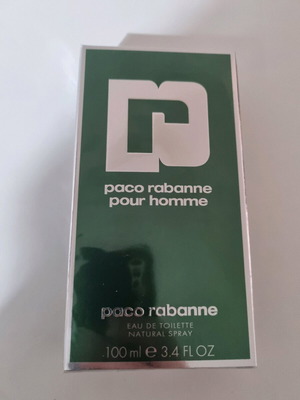 paco rabanne
pour homme
paco rabanne
EAU DE TOILETTE
NATURAL SPRAY
100 ml ℮ 3.4 FL OZ